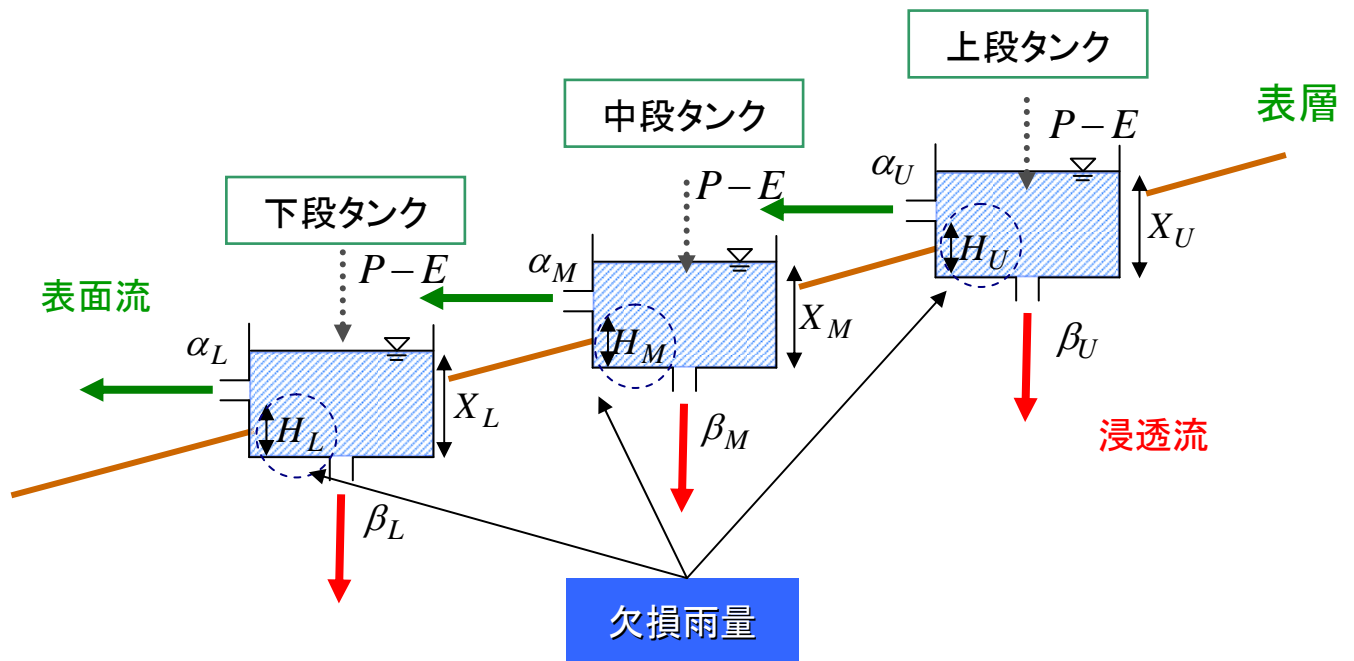 上段タンク
表層
P − E
α_U
X_U
H_U
β_U
中段タンク
P − E
α_M
X_M
H_M
β_M
浸透流
下段タンク
P − E
表面流
α_L
X_L
H_L
β_L
欠損雨量